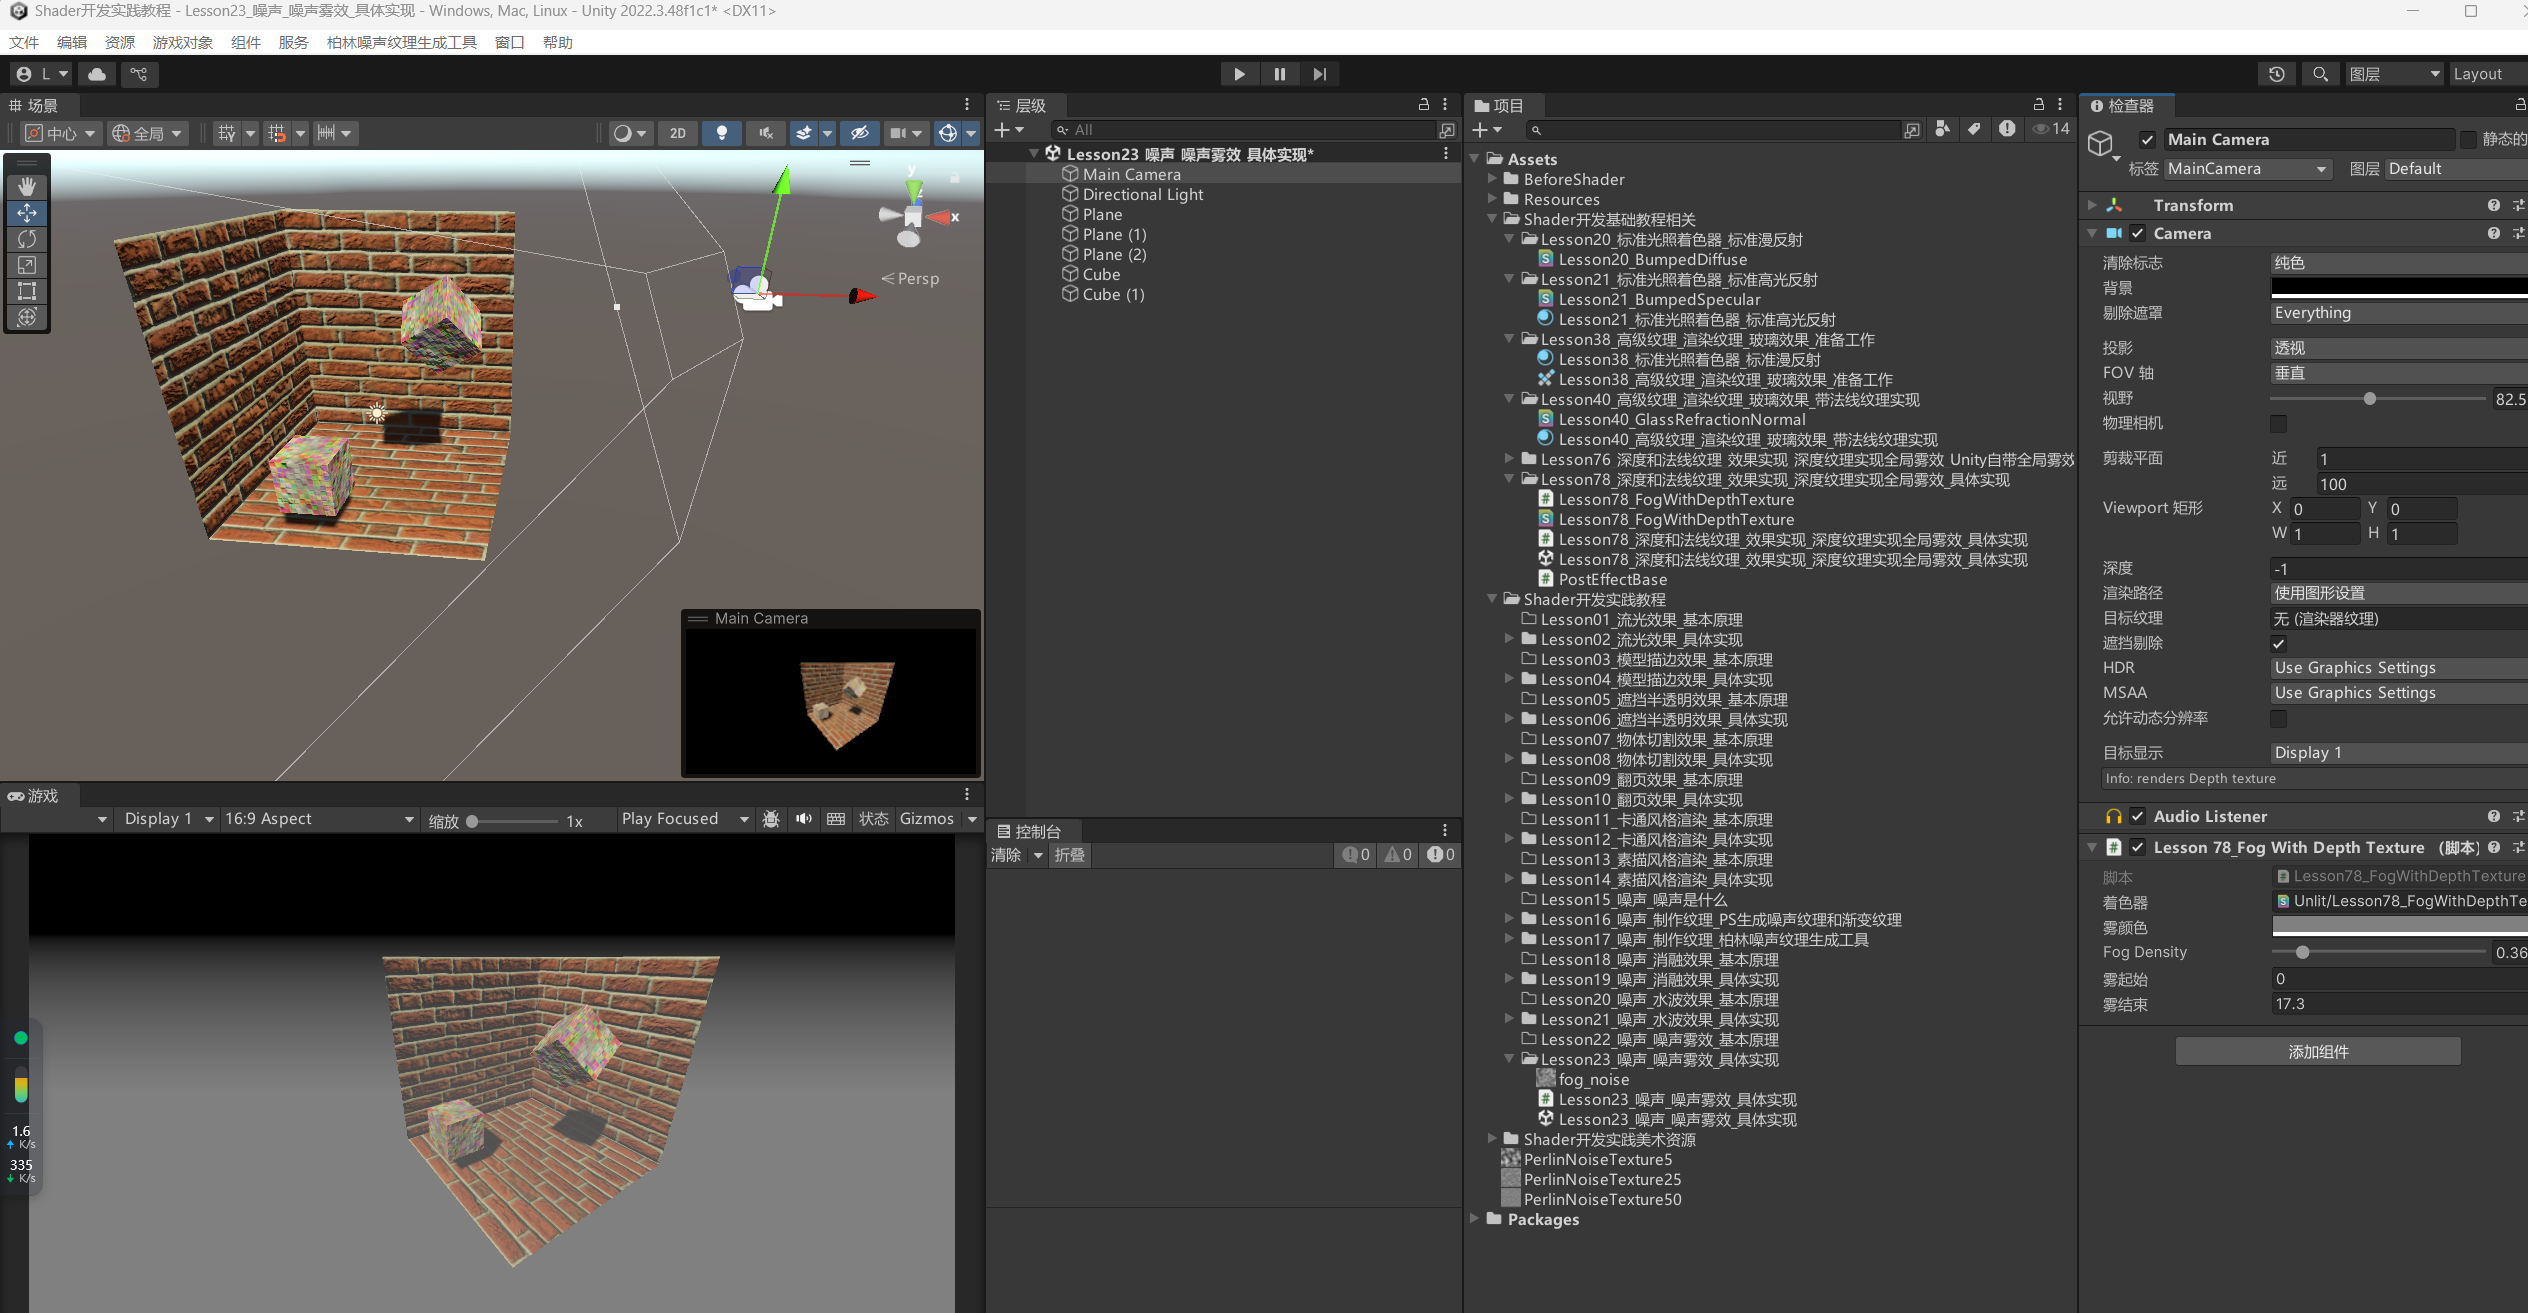 Shader开发实践教程 - Lesson23_噪声_噪声雾效_具体实现 - Windows, Mac, Linux - Unity 2022.3.48f1c1* <DX11>
文件 编辑 资源 游戏对象 组件 服务 柏林噪声纹理生成工具 窗口 帮助
L
图层 Layout
场景
中心 全局 2D
y
x
Persp
Main Camera
游戏
Display 1 16:9 Aspect 缩放 1x Play Focused 状态 Gizmos
1.6
K/s
335
K/s
层级
All
Lesson23_噪声_噪声雾效_具体实现*
Main Camera
Directional Light
Plane
Plane (1)
Plane (2)
Cube
Cube (1)
控制台
清除 折叠 0 0 0
项目
14
Assets
BeforeShader
Resources
Shader开发基础教程相关
Lesson20_标准光照着色器_标准漫反射
Lesson20_BumpedDiffuse
Lesson21_标准光照着色器_标准高光反射
Lesson21_BumpedSpecular
Lesson21_标准光照着色器_标准高光反射
Lesson38_高级纹理_渲染纹理_玻璃效果_准备工作
Lesson38_标准光照着色器_标准漫反射
Lesson38_高级纹理_渲染纹理_玻璃效果_准备工作
Lesson40_高级纹理_渲染纹理_玻璃效果_带法线纹理实现
Lesson40_GlassRefractionNormal
Lesson40_高级纹理_渲染纹理_玻璃效果_带法线纹理实现
Lesson76_深度和法线纹理_效果实现_深度纹理实现全局雾效_Unity自带全局雾效
Lesson78_深度和法线纹理_效果实现_深度纹理实现全局雾效_具体实现
Lesson78_FogWithDepthTexture
Lesson78_FogWithDepthTexture
Lesson78_深度和法线纹理_效果实现_深度纹理实现全局雾效_具体实现
Lesson78_深度和法线纹理_效果实现_深度纹理实现全局雾效_具体实现
PostEffectBase
Shader开发实践教程
Lesson01_流光效果_基本原理
Lesson02_流光效果_具体实现
Lesson03_模型描边效果_基本原理
Lesson04_模型描边效果_具体实现
Lesson05_遮挡半透明效果_基本原理
Lesson06_遮挡半透明效果_具体实现
Lesson07_物体切割效果_基本原理
Lesson08_物体切割效果_具体实现
Lesson09_翻页效果_基本原理
Lesson10_翻页效果_具体实现
Lesson11_卡通风格渲染_基本原理
Lesson12_卡通风格渲染_具体实现
Lesson13_素描风格渲染_基本原理
Lesson14_素描风格渲染_具体实现
Lesson15_噪声_噪声是什么
Lesson16_噪声_制作纹理_PS生成噪声纹理和渐变纹理
Lesson17_噪声_制作纹理_柏林噪声纹理生成工具
Lesson18_噪声_消融效果_基本原理
Lesson19_噪声_消融效果_具体实现
Lesson20_噪声_水波效果_基本原理
Lesson21_噪声_水波效果_具体实现
Lesson22_噪声_噪声雾效_基本原理
Lesson23_噪声_噪声雾效_具体实现
fog_noise
Lesson23_噪声_噪声雾效_具体实现
Lesson23_噪声_噪声雾效_具体实现
Shader开发实践美术资源
PerlinNoiseTexture5
PerlinNoiseTexture25
PerlinNoiseTexture50
Packages
检查器
Main Camera 静态的
标签 MainCamera 图层 Default
Transform
Camera
清除标志 纯色
背景
剔除遮罩 Everything
投影 透视
FOV 轴 垂直
视野 82.5
物理相机
剪裁平面 近 1
远 100
Viewport 矩形 X 0 Y 0
W 1 H 1
深度 -1
渲染路径 使用图形设置
目标纹理 无 (渲染器纹理)
遮挡剔除
HDR Use Graphics Settings
MSAA Use Graphics Settings
允许动态分辨率
目标显示 Display 1
Info: renders Depth texture
Audio Listener
Lesson 78_Fog With Depth Texture （脚本）
脚本 Lesson78_FogWithDepthTexture
着色器 Unlit/Lesson78_FogWithDepthTe
雾颜色
Fog Density 0.36
雾起始 0
雾结束 17.3
添加组件